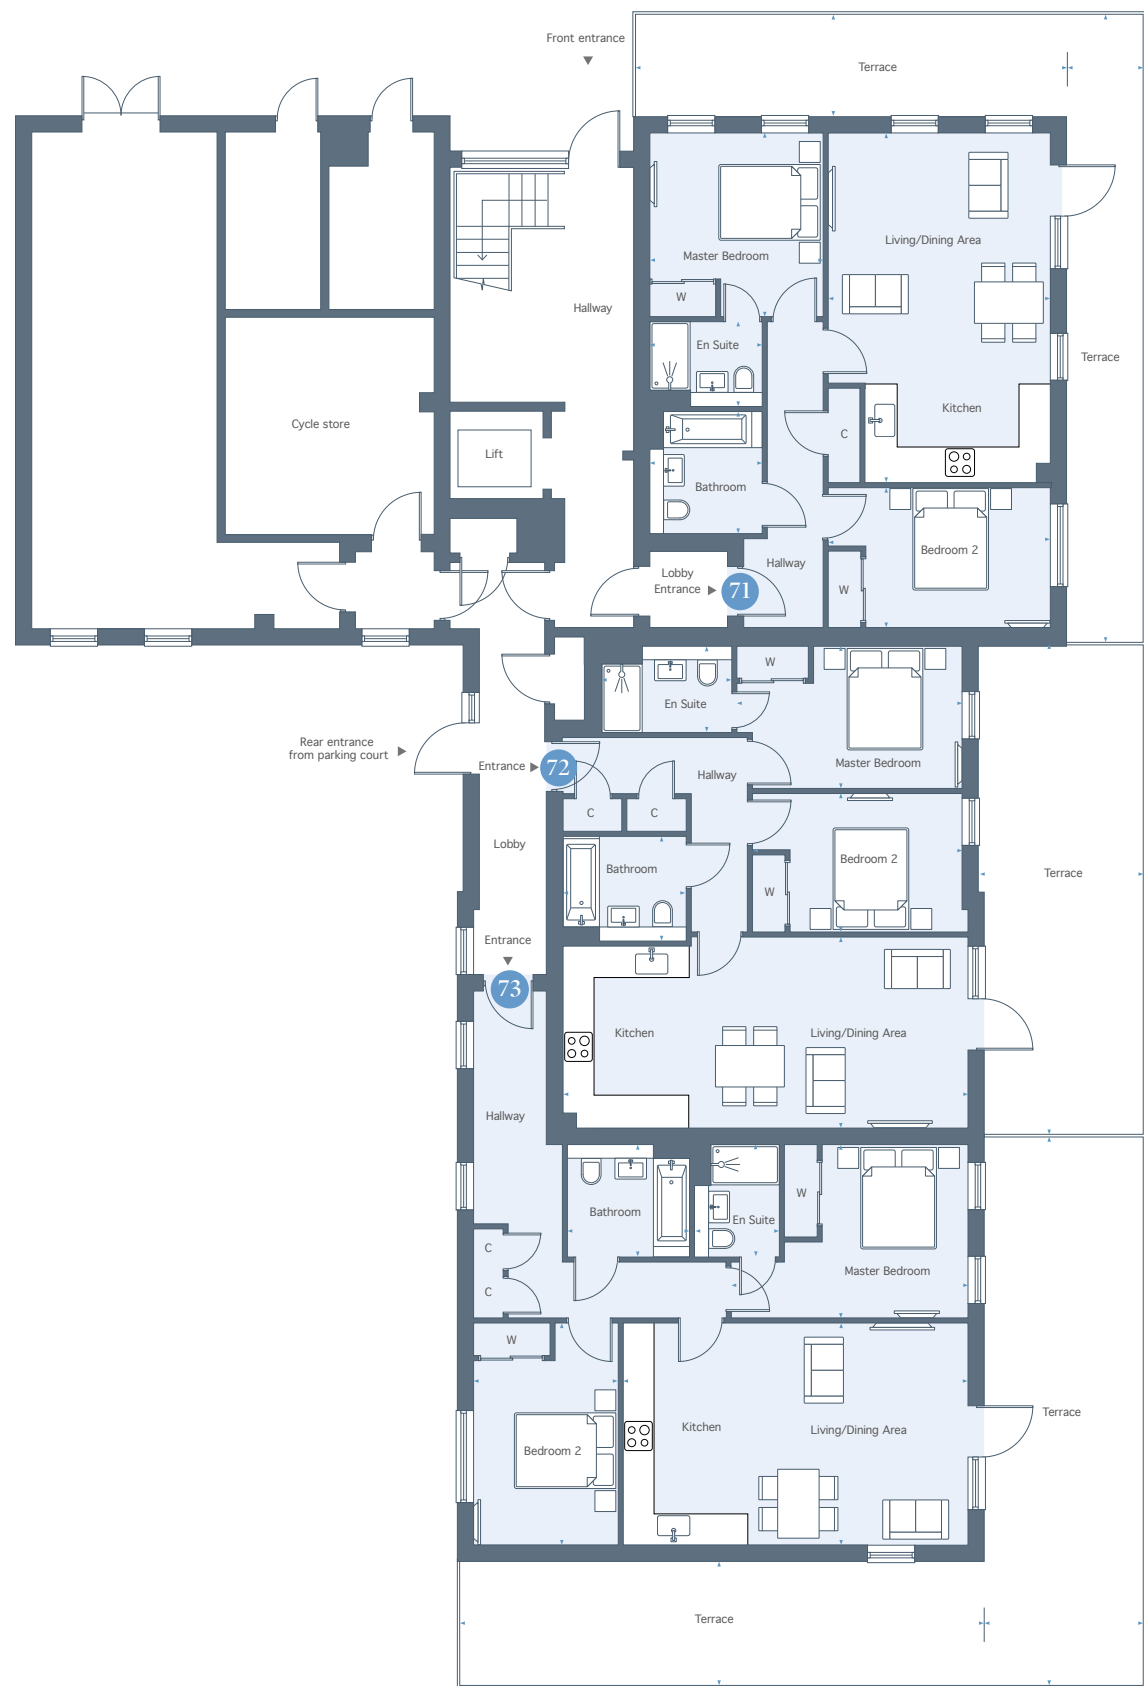 Front entrance
Terrace
Living/Dining Area
Master Bedroom
W
Hallway
En Suite
Terrace
Kitchen
Cycle store
C
Lift
Bathroom
Bedroom 2
Hallway
Lobby
Entrance
71
W
W
En Suite
Rear entrance
from parking court
Entrance
72
Hallway
Master Bedroom
C
C
Lobby
Bathroom
Bedroom 2
Terrace
W
Entrance
73
Kitchen
Living/Dining Area
Hallway
W
Bathroom
En Suite
C
Master Bedroom
C
W
Terrace
Kitchen
Living/Dining Area
Bedroom 2
Terrace